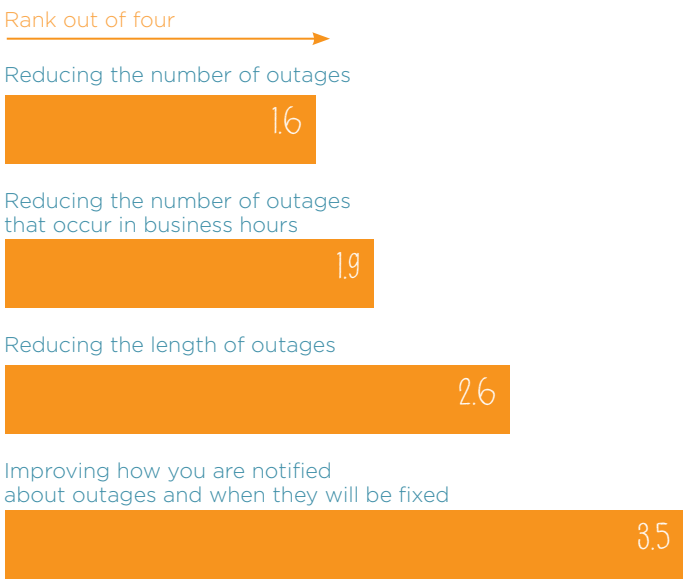 Rank out of four
Reducing the number of outages
1.6
Reducing the number of outages
that occur in business hours
1.9
Reducing the length of outages
2.6
Improving how you are notified
about outages and when they will be fixed
3.5